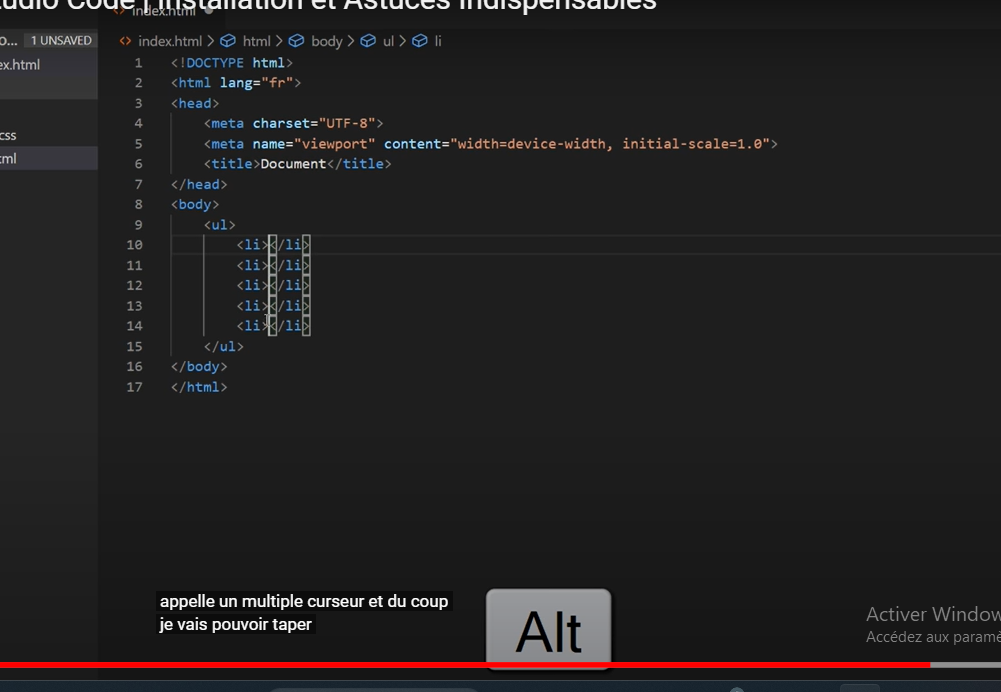 Code | Installation et Astuces Indispensables
index.html
1 UNSAVED
index.html > html > body > ul > li
1 <!DOCTYPE html>
2 <html lang="fr">
3 <head>
4 <meta charset="UTF-8">
5 <meta name="viewport" content="width=device-width, initial-scale=1.0">
6 <title>Document</title>
7 </head>
8 <body>
9 <ul>
10 <li></li>
11 <li></li>
12 <li></li>
13 <li></li>
14 <li></li>
15 </ul>
16 </body>
17 </html>
ex.html
css
tml
appelle un multiple curseur et du coup
je vais pouvoir taper
Alt
Activer Window
Accédez aux paramè